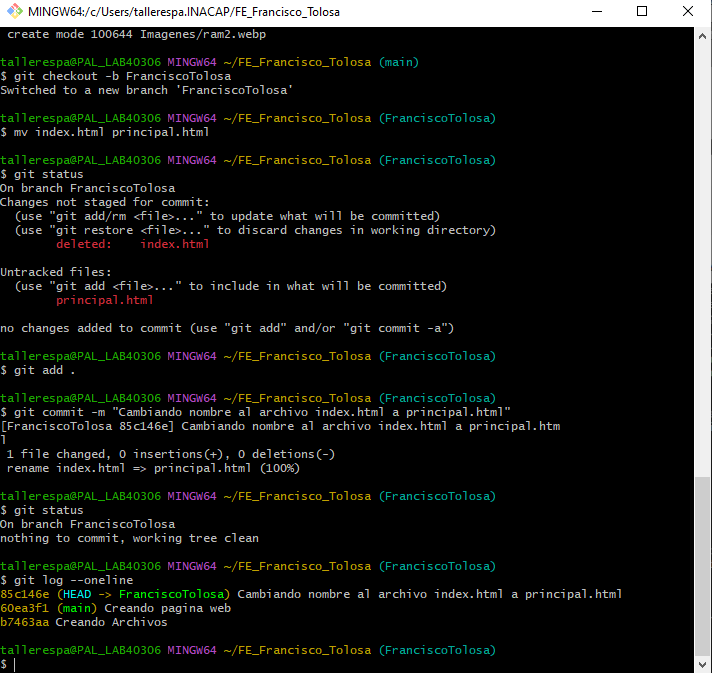 MINGW64:/c/Users/tallerespa.INACAP/FE_Francisco_Tolosa
create mode 100644 Imagenes/ram2.webp
tallerespa@PAL_LAB40306 MINGW64 ~/FE_Francisco_Tolosa (main)
$ git checkout -b FranciscoTolosa
Switched to a new branch 'FranciscoTolosa'
tallerespa@PAL_LAB40306 MINGW64 ~/FE_Francisco_Tolosa (FranciscoTolosa)
$ mv index.html principal.html
tallerespa@PAL_LAB40306 MINGW64 ~/FE_Francisco_Tolosa (FranciscoTolosa)
$ git status
On branch FranciscoTolosa
Changes not staged for commit:
(use "git add/rm <file>..." to update what will be committed)
(use "git restore <file>..." to discard changes in working directory)
deleted: index.html
Untracked files:
(use "git add <file>..." to include in what will be committed)
principal.html
no changes added to commit (use "git add" and/or "git commit -a")
tallerespa@PAL_LAB40306 MINGW64 ~/FE_Francisco_Tolosa (FranciscoTolosa)
$ git add .
tallerespa@PAL_LAB40306 MINGW64 ~/FE_Francisco_Tolosa (FranciscoTolosa)
$ git commit -m "Cambiando nombre al archivo index.html a principal.html"
[FranciscoTolosa 85c146e] Cambiando nombre al archivo index.html a principal.htm
l
1 file changed, 0 insertions(+), 0 deletions(-)
rename index.html => principal.html (100%)
tallerespa@PAL_LAB40306 MINGW64 ~/FE_Francisco_Tolosa (FranciscoTolosa)
$ git status
On branch FranciscoTolosa
nothing to commit, working tree clean
tallerespa@PAL_LAB40306 MINGW64 ~/FE_Francisco_Tolosa (FranciscoTolosa)
$ git log --oneline
85c146e (HEAD -> FranciscoTolosa) Cambiando nombre al archivo index.html a principal.html
60ea3f1 (main) Creando pagina web
b7463aa Creando Archivos
tallerespa@PAL_LAB40306 MINGW64 ~/FE_Francisco_Tolosa (FranciscoTolosa)
$